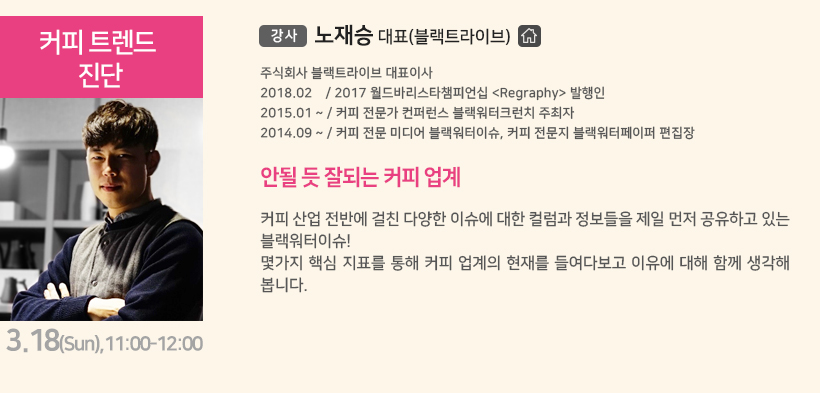 커피 트렌드
진단
강사 노재승 대표(블랙트라이브)
주식회사 블랙트라이브 대표이사
2018.02 / 2017 월드바리스타챔피언십 <Regraphy> 발행인
2015.01 ~ / 커피 전문가 컨퍼런스 블랙워터크런치 주최자
2014.09 ~ / 커피 전문 미디어 블랙워터이슈, 커피 전문지 블랙워터페이퍼 편집장
안될 듯 잘되는 커피 업계
커피 산업 전반에 걸친 다양한 이슈에 대한 컬럼과 정보들을 제일 먼저 공유하고 있는
블랙워터이슈!
몇가지 핵심 지표를 통해 커피 업계의 현재를 들여다보고 이유에 대해 함께 생각해
봅니다.
3.18(Sun),11:00-12:00